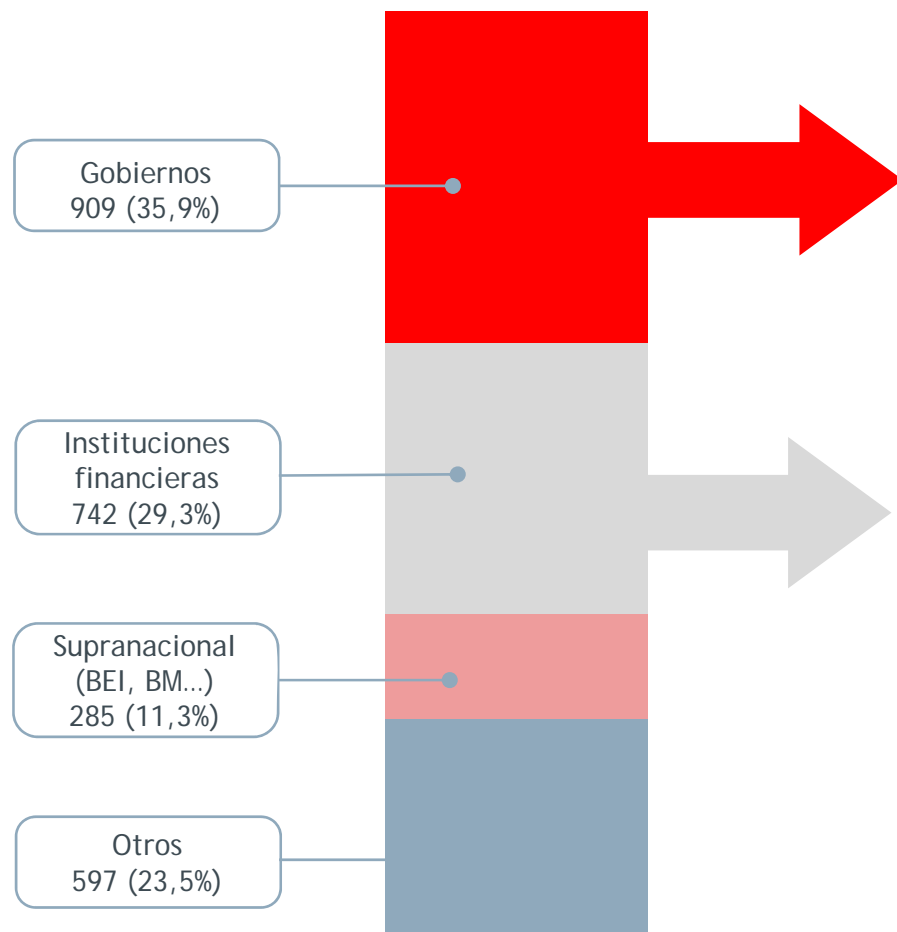 Gobiernos
909 (35,9%)
Instituciones
financieras
742 (29,3%)
Supranacional
(BEI, BM...)
285 (11,3%)
Otros
597 (23,5%)